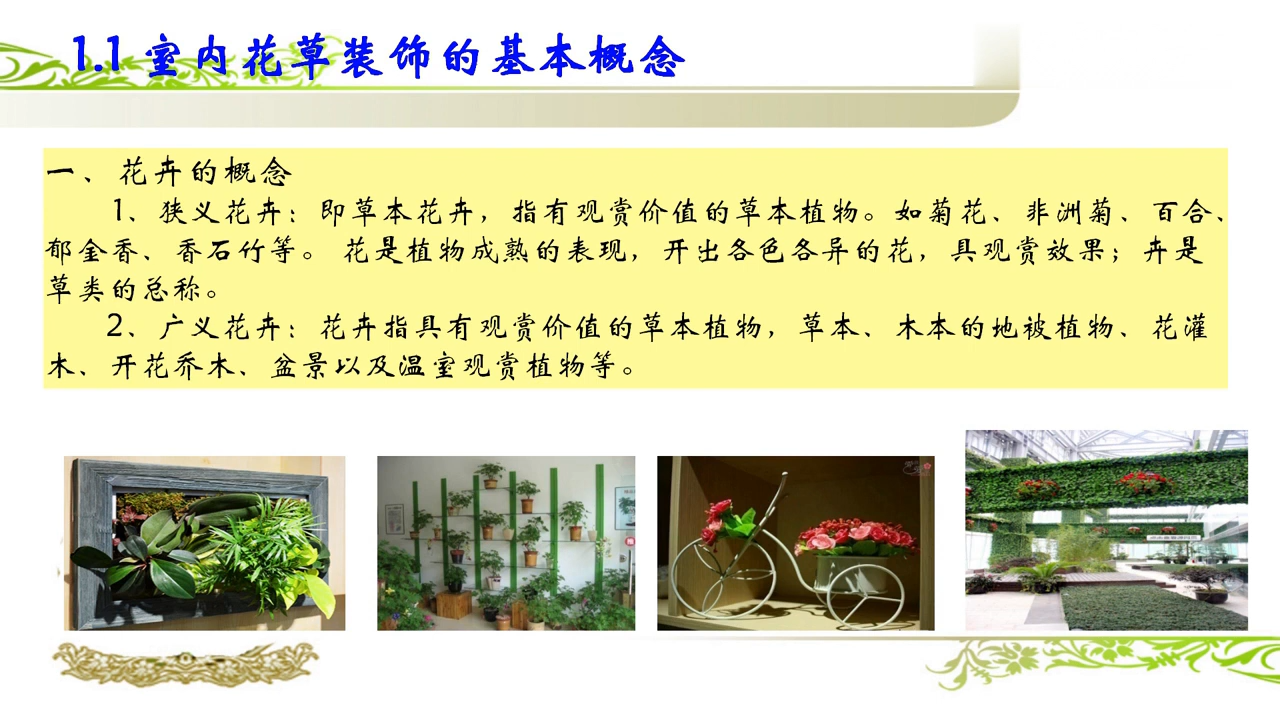 1.1 室内花草装饰的基本概念
一、花卉的概念
1、狭义花卉：即草本花卉，指有观赏价值的草本植物。如菊花、非洲菊、百合、
郁金香、香石竹等。 花是植物成熟的表现，开出各色各异的花，具观赏效果；卉是
草类的总称。
2、广义花卉：花卉指具有观赏价值的草本植物，草本、木本的地被植物、花灌
木、开花乔木、盆景以及温室观赏植物等。